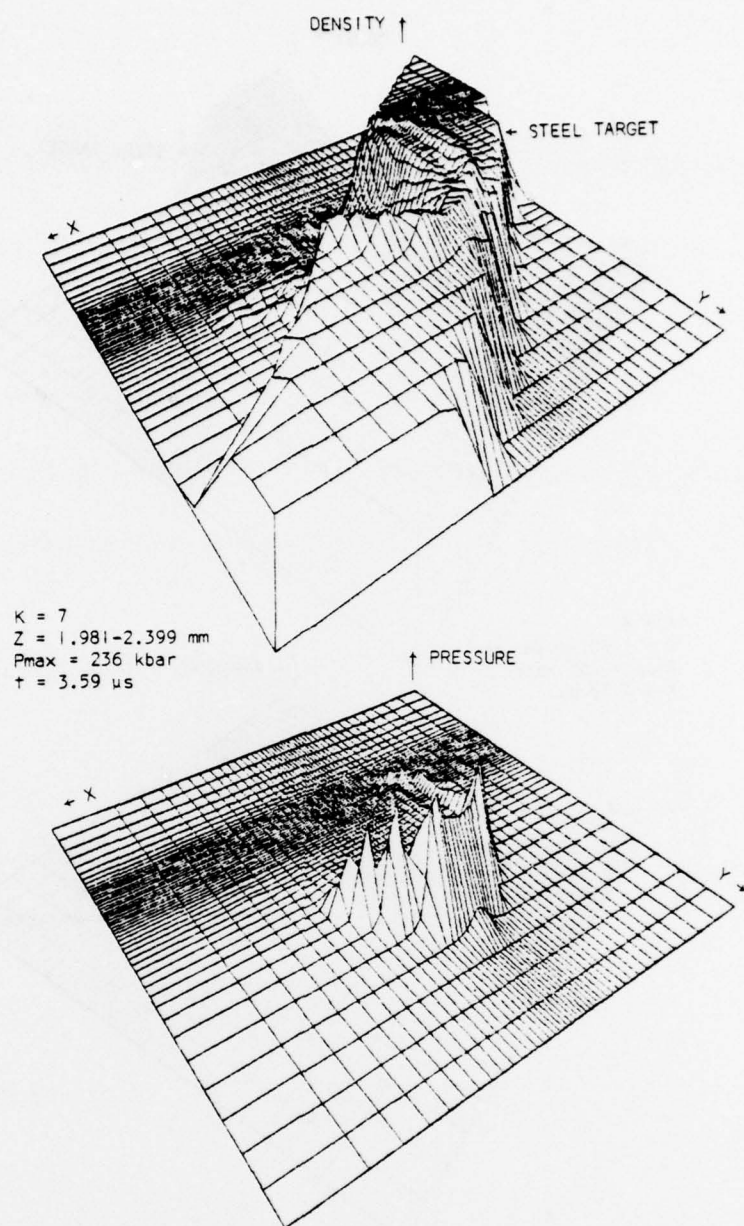 DENSITY ↑
← STEEL TARGET
← X
Y →
K = 7
Z = 1.981-2.399 mm
Pmax = 236 kbar
t = 3.59 μs
↑ PRESSURE
← X
Y →